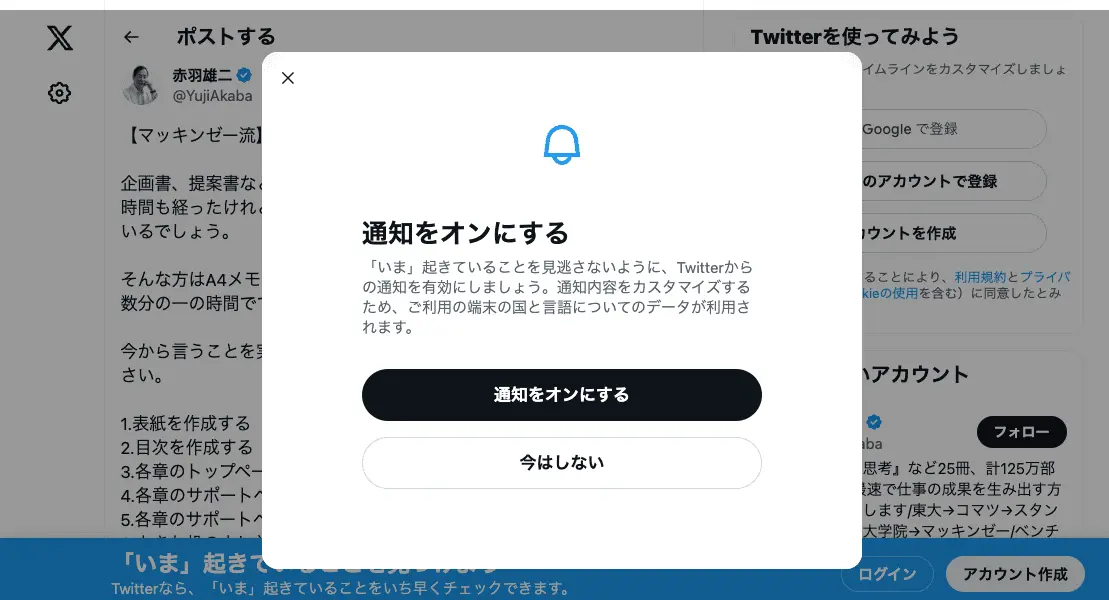 ポストする
赤羽雄二
@YujiAkaba
【マッキンゼー流】
企画書、提案書など
時間も経ったけれど
いるでしょう。
そんな方はA4メモ
数分の一の時間で
今から言うことを実
さい。
1.表紙を作成する
2.目次を作成する
3.各章のトップペー
4.各章のサポートペ
5.各章のサポートペ
通知をオンにする
「いま」起きていることを見逃さないように、Twitterから
の通知を有効にしましょう。通知内容をカスタマイズする
ため、ご利用の端末の国と言語についてのデータが利用さ
れます。
通知をオンにする
今はしない
Twitterを使ってみよう
イムラインをカスタマイズしましょ
Google で登録
のアカウントで登録
カウントを作成
ることにより、利用規約とプライバ
kieの使用を含む）に同意したとみ
いアカウント
aba
フォロー
思考』など25冊、計125万部
最速で仕事の成果を生み出す方
します/東大→コマツ→スタン
大学院→マッキンゼー/ベンチ
「いま」起きていることを見つけよう
Twitterなら、「いま」起きていることをいち早くチェックできます。
ログイン
アカウント作成